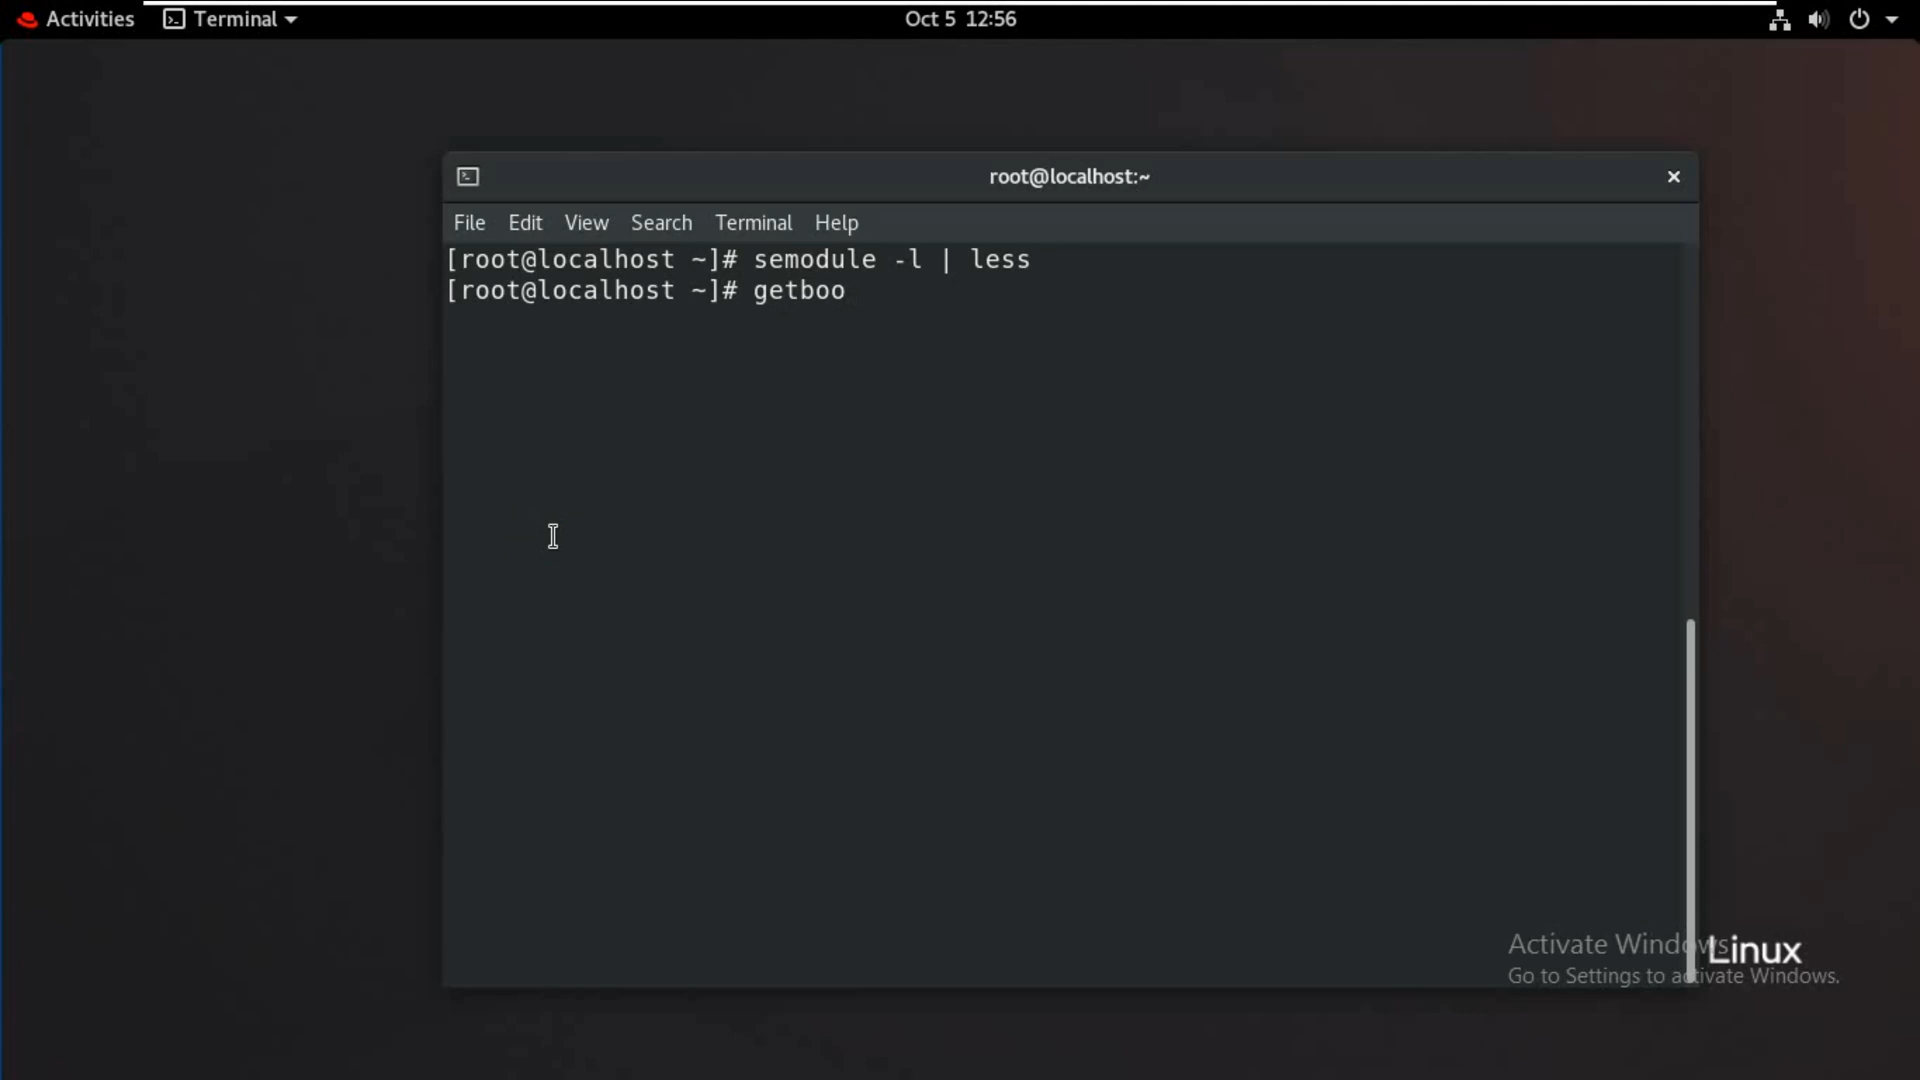 Activities Terminal Oct 5 12:56
root@localhost:~
File Edit View Search Terminal Help
[root@localhost ~]# semodule -l | less
[root@localhost ~]# getboo
Activate Windows
Linux
Go to Settings to activate Windows.